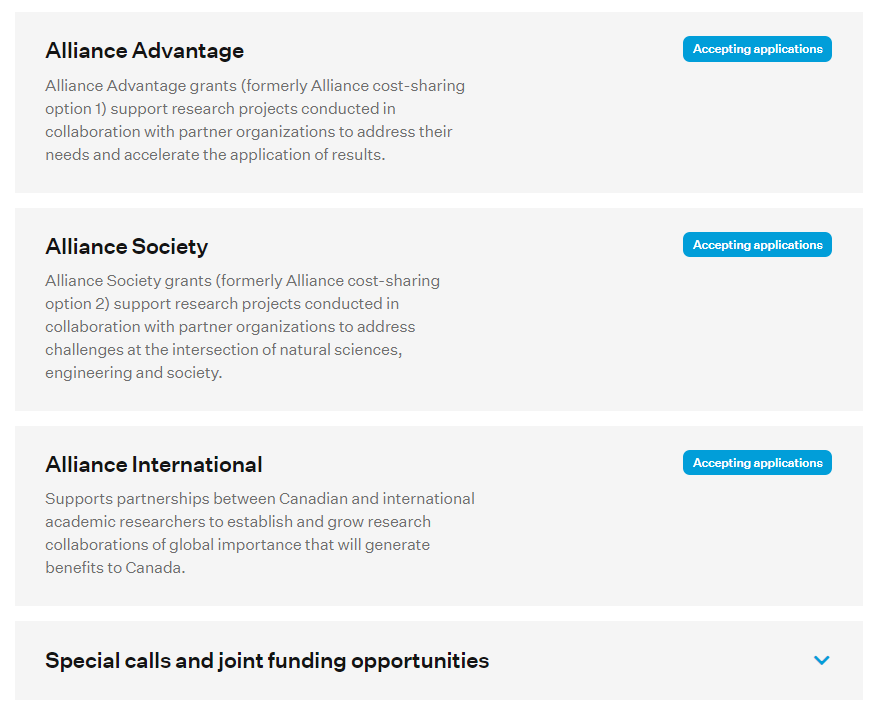 Alliance Advantage
Accepting applications
Alliance Advantage grants (formerly Alliance cost-sharing
option 1) support research projects conducted in
collaboration with partner organizations to address their
needs and accelerate the application of results.
Alliance Society
Accepting applications
Alliance Society grants (formerly Alliance cost-sharing
option 2) support research projects conducted in
collaboration with partner organizations to address
challenges at the intersection of natural sciences,
engineering and society.
Alliance International
Accepting applications
Supports partnerships between Canadian and international
academic researchers to establish and grow research
collaborations of global importance that will generate
benefits to Canada.
Special calls and joint funding opportunities